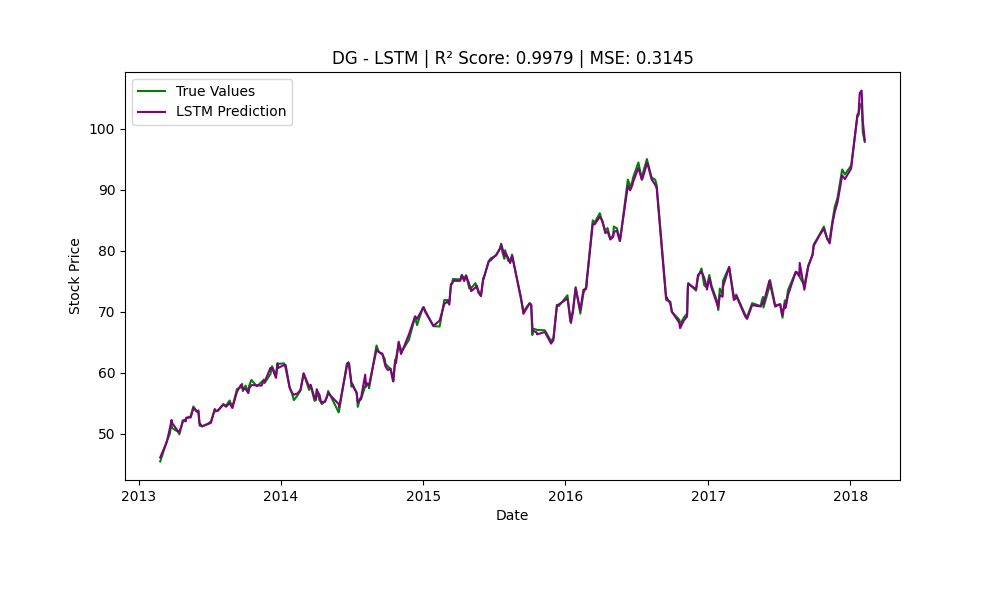 DG - LSTM | R² Score: 0.9979 | MSE: 0.3145
True Values
LSTM Prediction
100
90
80
70
60
50
Stock Price
2013 2014 2015 2016 2017 2018
Date